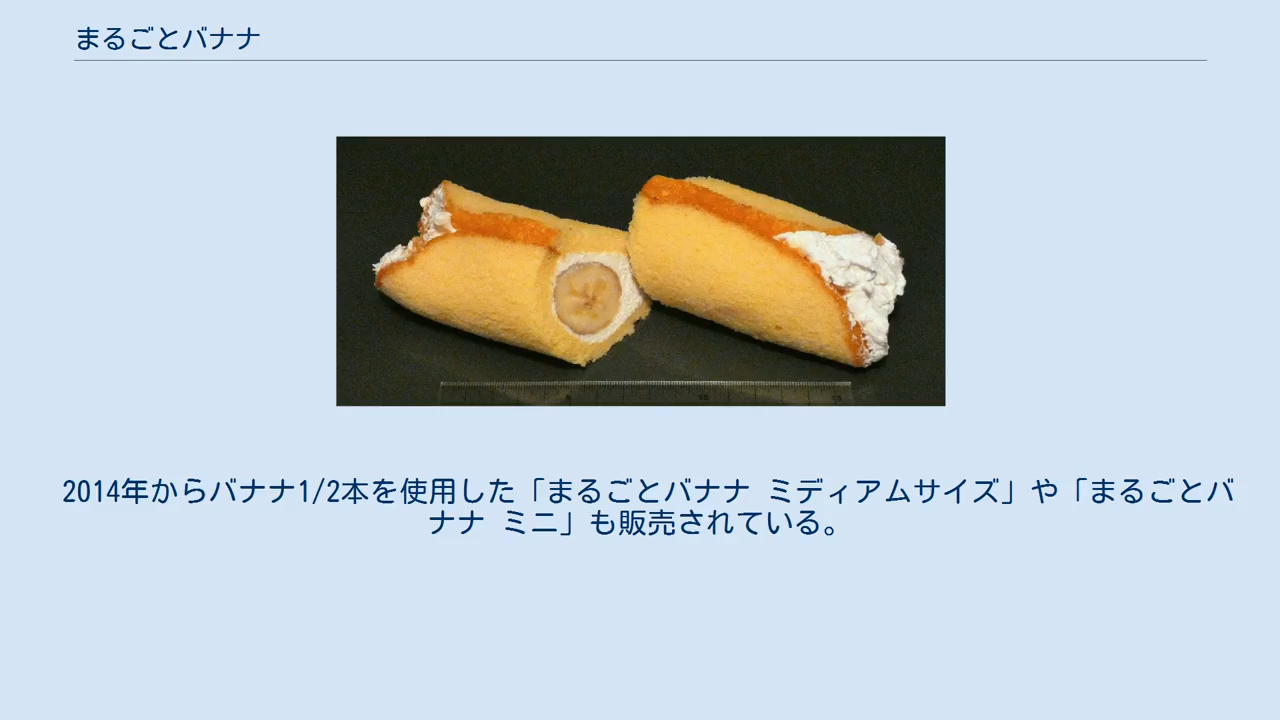 まるごとバナナ
2014年からバナナ1/2本を使用した「まるごとバナナ ミディアムサイズ」や「まるごとバ
ナナ ミニ」も販売されている。